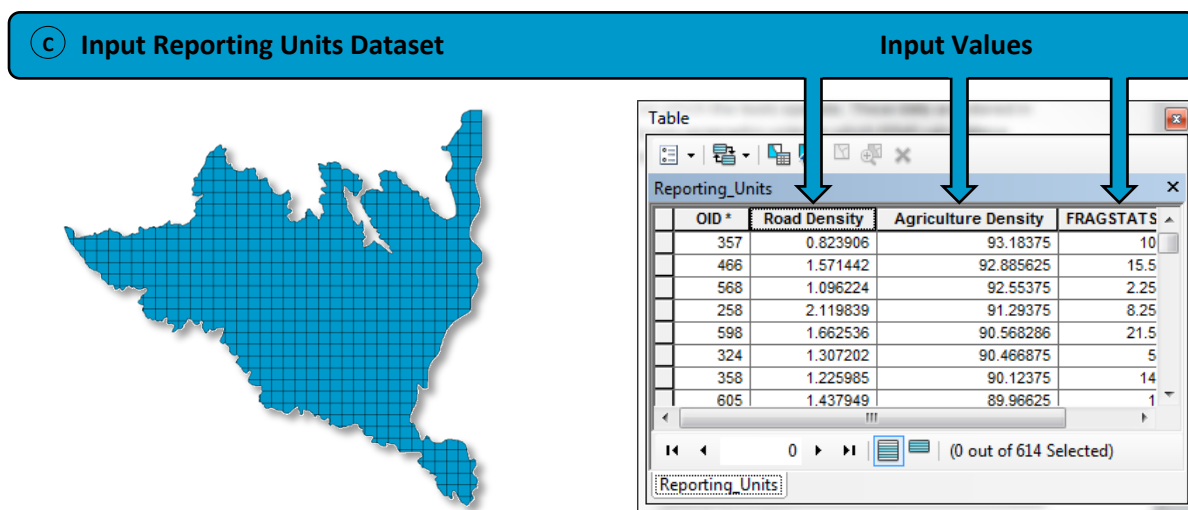 C Input Reporting Units Dataset
Input Values
Table
Reporting_Units
OID * Road Density Agriculture Density FRAGSTATS
357 0.823906 93.18375 10
466 1.571442 92.885625 15.5
568 1.096224 92.55375 2.25
258 2.119839 91.29375 8.25
598 1.662536 90.568286 21.5
324 1.307202 90.466875 5
358 1.225985 90.12375 14
605 1.437949 89.96625 1
0
(0 out of 614 Selected)
Reporting_Units